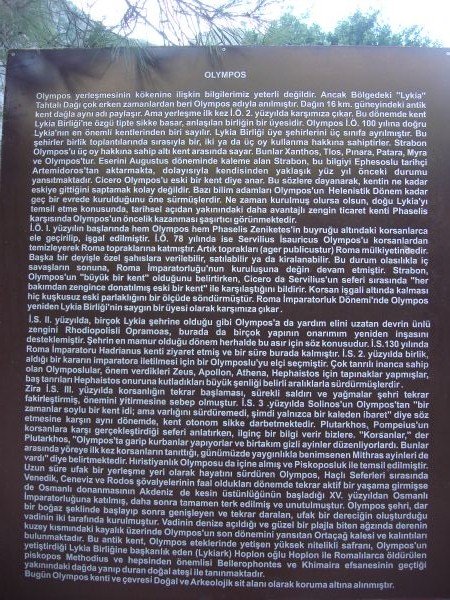 OLYMPOS
Olympos yerleşmesinin kökenine ilişkin bilgilerimiz yeterli değildir. Ancak Bölgedeki "Lykia"
Tahtalı Dağı çok erken zamanlardan beri Olympos adıyla anılmıştır. Dağın 16 km. güneyindeki antik
kent dağla aynı adı paylaşır. Ama yerleşme ilk kez İ.Ö. 2. yüzyılda karşımıza çıkar. Bu dönemde kent
Lykia Birliği'ne özgü tipte sikke basar, anlaşılan birliğin bir üyesidir. Olympos İ.Ö. 100 yılına doğru
Lykia'nın en önemli kentlerinden biri sayılır. Lykia Birliği üye şehirlerini üç sınıfa ayrılmıştır. Bu
şehirler birlik toplantılarında sırasıyla bir, iki ya da üç oy kullanma hakkına sahiptirler. Strabon
Olympos'u üç oy hakkına sahip altı kent arasında sayar. Bunlar Xanthos, Tlos, Pınara, Patara, Myra
ve Olympos'tur. Eserini Augustus döneminde kaleme alan Strabon, bu bilgiyi Ephesoslu tarihçi
Artemidoros'tan aktarmakta, dolayısıyla kendisinden yaklaşık yüz yıl önceki durumu
yansıtmaktadır. Cicero Olympos'u eski bir kent diye anar. Bu sözlere dayanarak, kentin ne kadar
eskiye gittiğini saptamak kolay değildir. Bazı bilim adamları Olympos'un Helenistik Dönem kadar
geç bir evrede kurulduğu öne sürmüşlerdir. Ne zaman kurulmuş olursa olsun, doğu Lykia'yı
temsil etme konusunda, tarihsel açıdan yakınındaki daha avantajlı zengin ticaret kenti Phaselis
karşısında Olympos'un öncelik kazanması şaşırtıcı görünmektedir.
İ.Ö. I. yüzyılın başlarında hem Olympos hem Phaselis Zeniketes'in buyruğu altındaki korsanlarca
ele geçirilip, işgal edilmiştir. İ.Ö. 78 yılında ise Servilius Isauricus Olympos'u korsanlardan
temizleyerek Roma topraklarına katmıştır. Artık toprakları (ager publicustur) Roma mülkiyetindedir.
Başka bir deyişle özel şahıslara verilebilir, satılabilir ya da kiralanabilir. Bu durum olasılıkla iç
savaşların sonuna, Roma İmparatorluğu'nun kuruluşuna değin devam etmiştir. Strabon,
Olympos'un "büyük bir kent" olduğunu belirtirken, Cicero da Servilius'un seferi sırasında "her
bakımdan zengince donatılmış eski bir kent" ile karşılaştığını bildirir. Korsan işgali altında kalması
hiç kuşkusuz eski parlaklığını bir ölçüde söndürmüştür. Roma İmparatorluk Dönemi'nde Olympos
yeniden Lykia Birliği'nin saygın bir üyesi olarak karşımıza çıkar.
İ.S. II. yüzyılda, birçok Lykia şehrine olduğu gibi Olympos'a da yardım elini uzatan devrin ünlü
zengini Rhodiopolisli Opramoas, burada da birçok yapının onarımını yeniden inşasını
desteklemiştir. Şehrin en mamur olduğu dönem herhalde bu asır için söz konusudur. İ.S.130 yılında
Roma İmparatoru Hadrianus kenti ziyaret etmiş ve bir süre burada kalmıştır. İ.S. 2. yüzyılda birlik,
aldığı bir kararın imparatora iletilmesi için bir Olymposlu'yu elçi seçmiştir. Çok tanrılı inanca sahip
olan Olymposlular, önem verdikleri Zeus, Apollon, Athena, Hephaistos için tapınaklar yapmışlar,
baş tanrıları Hephaistos onuruna kutladıkları büyük şenliği belirli aralıklarla sürdürmüşlerdir.
Zira İ.S. III. yüzyılda korsanlığın tekrar başlaması, sürekli saldırı ve yağmalar şehri tekrar
fakirleştirmiş, önemini yitirmesine sebep olmuştur. İ.S. 3 .yüzyılda Solinos'un Olympos'tan "bir
zamanlar soylu bir kent idi; ama varlığını sürdüremedi, şimdi yalnızca bir kaleden ibaret" diye söz
etmesine karşın aynı dönemde, kent otonom sikke darbetmektedir. Plutarkhos, Pompeius'un
korsanlara karşı gerçekleştirdiği seferi anlatırken, ilginç bir bilgi verir bizlere. "Korsanlar," der
Plutarkhos, "Olympos'ta garip kurbanlar yapıyorlar ve birtakım gizli ayinler düzenliyorlardı. Bunlar
arasında yöreye ilk kez korsanların tanıttığı, günümüzde yaygınlıkla benimsenen Mithras ayinleri de
vardı" diye belirtmektedir. Hıristiyanlık Olymposu da içine almış ve Piskoposluk ile temsil edilmiştir.
Uzun süre ufak bir yerleşme yeri olarak hayatını sürdüren Olympos, Haçlı Seferleri sırasında
Venedik, Ceneviz ve Rodos şövalyelerinin faal oldukları dönemde tekrar aktif bir yaşama girmişse
de Osmanlı donanmasının Akdeniz de kesin üstünlüğünün başladığı XV. yüzyıldan Osmanlı
İmparatorluğuna katılmış, daha sonra tamamen terk edilmiş ve unutulmuştur. Olympos şehri, dar
bir boğaz şeklinde başlayıp sonra genişleyen ve tekrar daralan, ufak bir dereciğin oluşturduğu
vadinin iki tarafında kurulmuştur. Vadinin denize açıldığı ve güzel bir plajla biten ağzında derenin
kuzey kısmındaki kayalık üzerinde Olympos'un son dönemini yansıtan Ortaçağ kalesi ve kalıntıları
bulunmaktadır. Bu antik kent, Olympos eteklerinde yetişen yüksek nitelikli safranı, Olympos'un
yetiştirdiği Lykia Birliğine başkanlık eden (Lykiark) Hoplon oğlu Hoplon ile Romalılarca öldürülen
piskopos Methodius ve hepsinden önemlisi Bellerophontes ve Khimaira efsanesinin geçtiği
yakınındaki dağda yanıp duran doğal ateşi ile tanınmaktadır.
Bugün Olympos kenti ve çevresi Doğal ve Arkeolojik sit alanı olarak koruma altına alınmıştır.